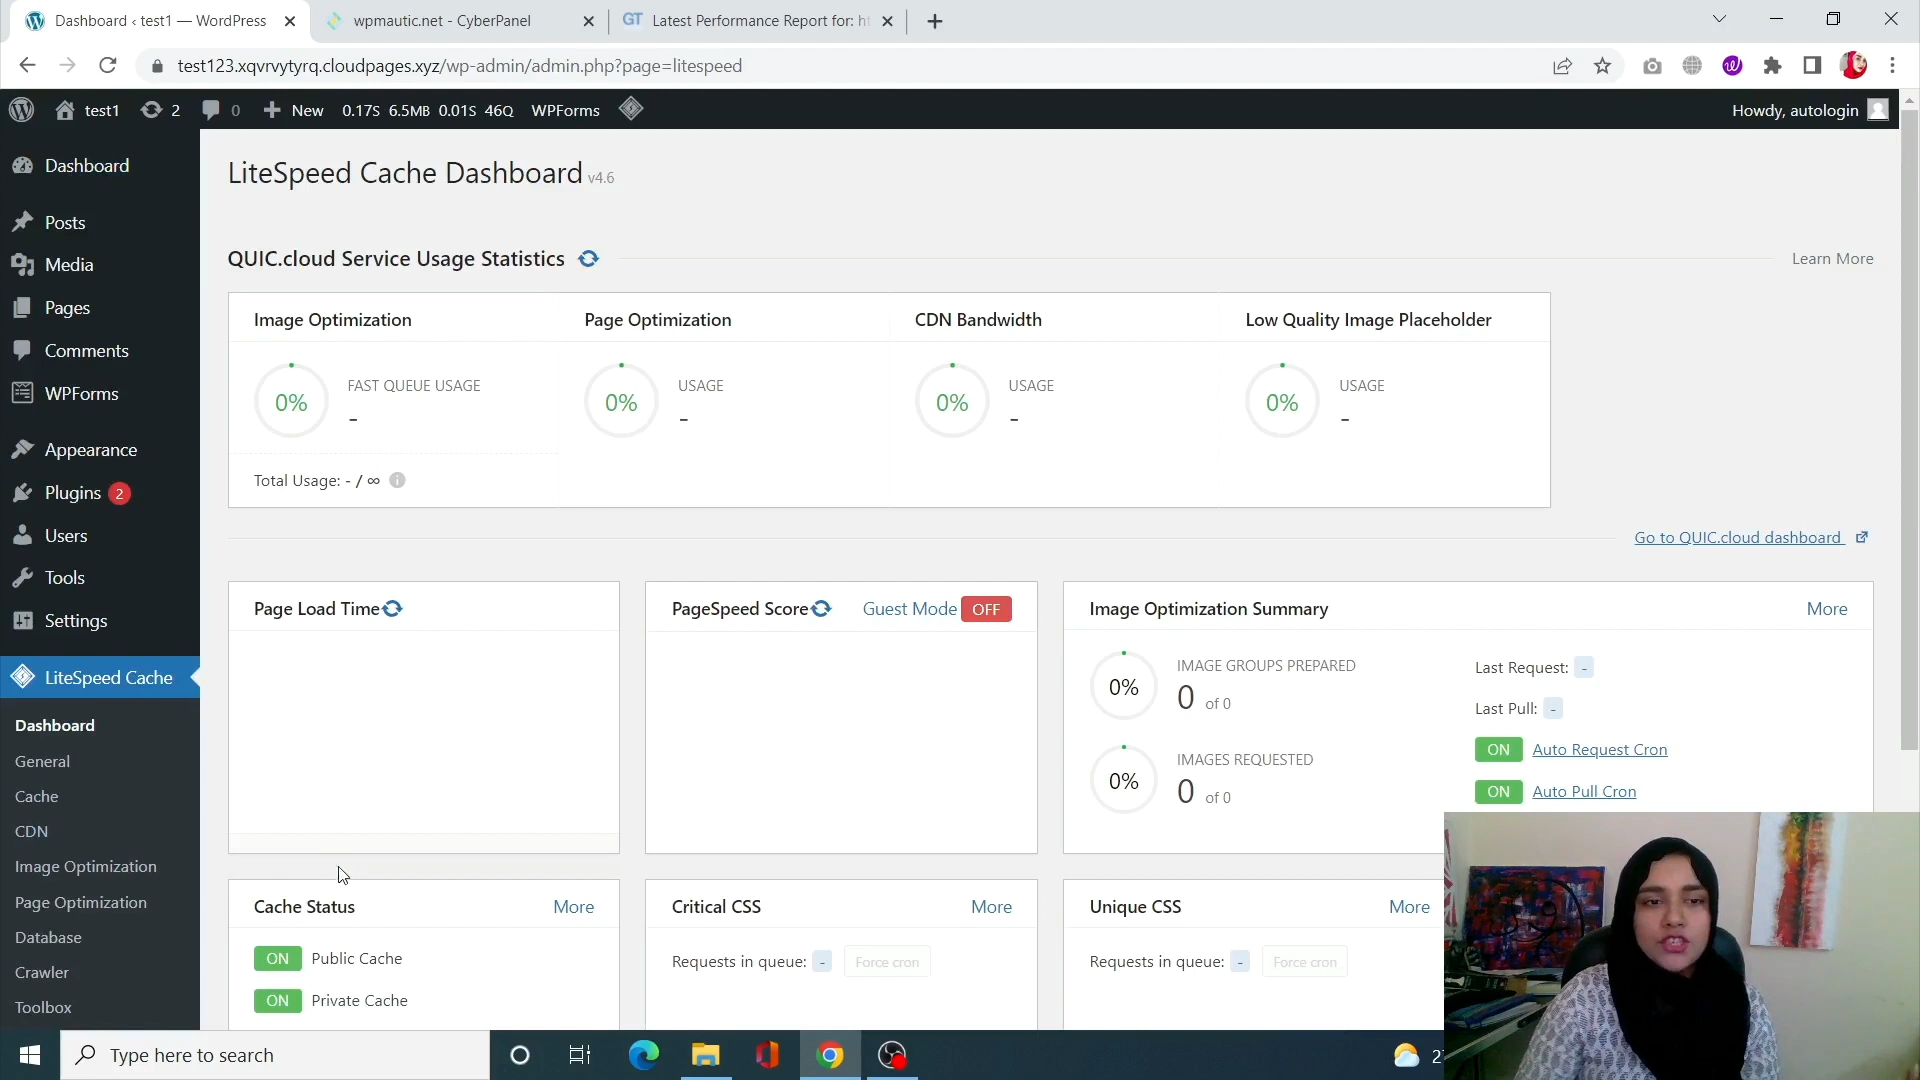 Dashboard ‹ test1 — WordPress
wpmautic.net - CyberPanel
GT Latest Performance Report for: ht
test123.xqvrvytyrq.cloudpages.xyz/wp-admin/admin.php?page=litespeed
test1 2 0 New 0.17S 6.5MB 0.01S 46Q WPForms
Howdy, autologin
Dashboard
Posts
Media
Pages
Comments
WPForms
Appearance
Plugins 2
Users
Tools
Settings
LiteSpeed Cache
Dashboard
General
Cache
CDN
Image Optimization
Page Optimization
Database
Crawler
Toolbox
LiteSpeed Cache Dashboard v4.6
QUIC.cloud Service Usage Statistics
Learn More
Image Optimization
0%
FAST QUEUE USAGE
-
Total Usage: - / ∞
Page Optimization
0%
USAGE
-
CDN Bandwidth
0%
USAGE
-
Low Quality Image Placeholder
0%
USAGE
-
Go to QUIC.cloud dashboard
Page Load Time
PageSpeed Score
Guest Mode OFF
Image Optimization Summary
More
0%
IMAGE GROUPS PREPARED
0 of 0
0%
IMAGES REQUESTED
0 of 0
Last Request: -
Last Pull: -
ON Auto Request Cron
ON Auto Pull Cron
Cache Status
More
ON Public Cache
ON Private Cache
Critical CSS
More
Requests in queue: - Force cron
Unique CSS
More
Requests in queue: - Force cron
Type here to search